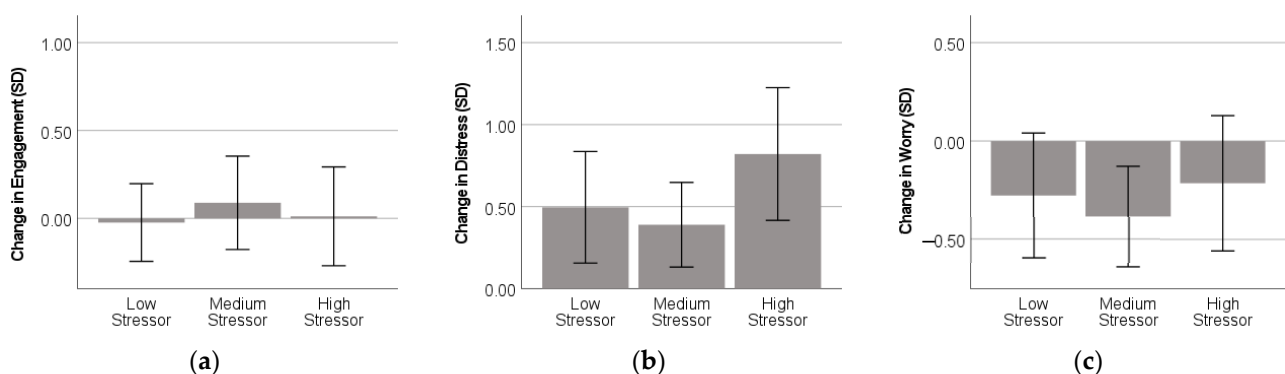 Change in Engagement (SD)
1.00
0.50
0.00
Low
Stressor
Medium
Stressor
High
Stressor
(a)
Change in Distress (SD)
1.50
1.00
0.50
0.00
Low
Stressor
Medium
Stressor
High
Stressor
(b)
Change in Worry (SD)
0.50
0.00
−0.50
Low
Stressor
Medium
Stressor
High
Stressor
(c)